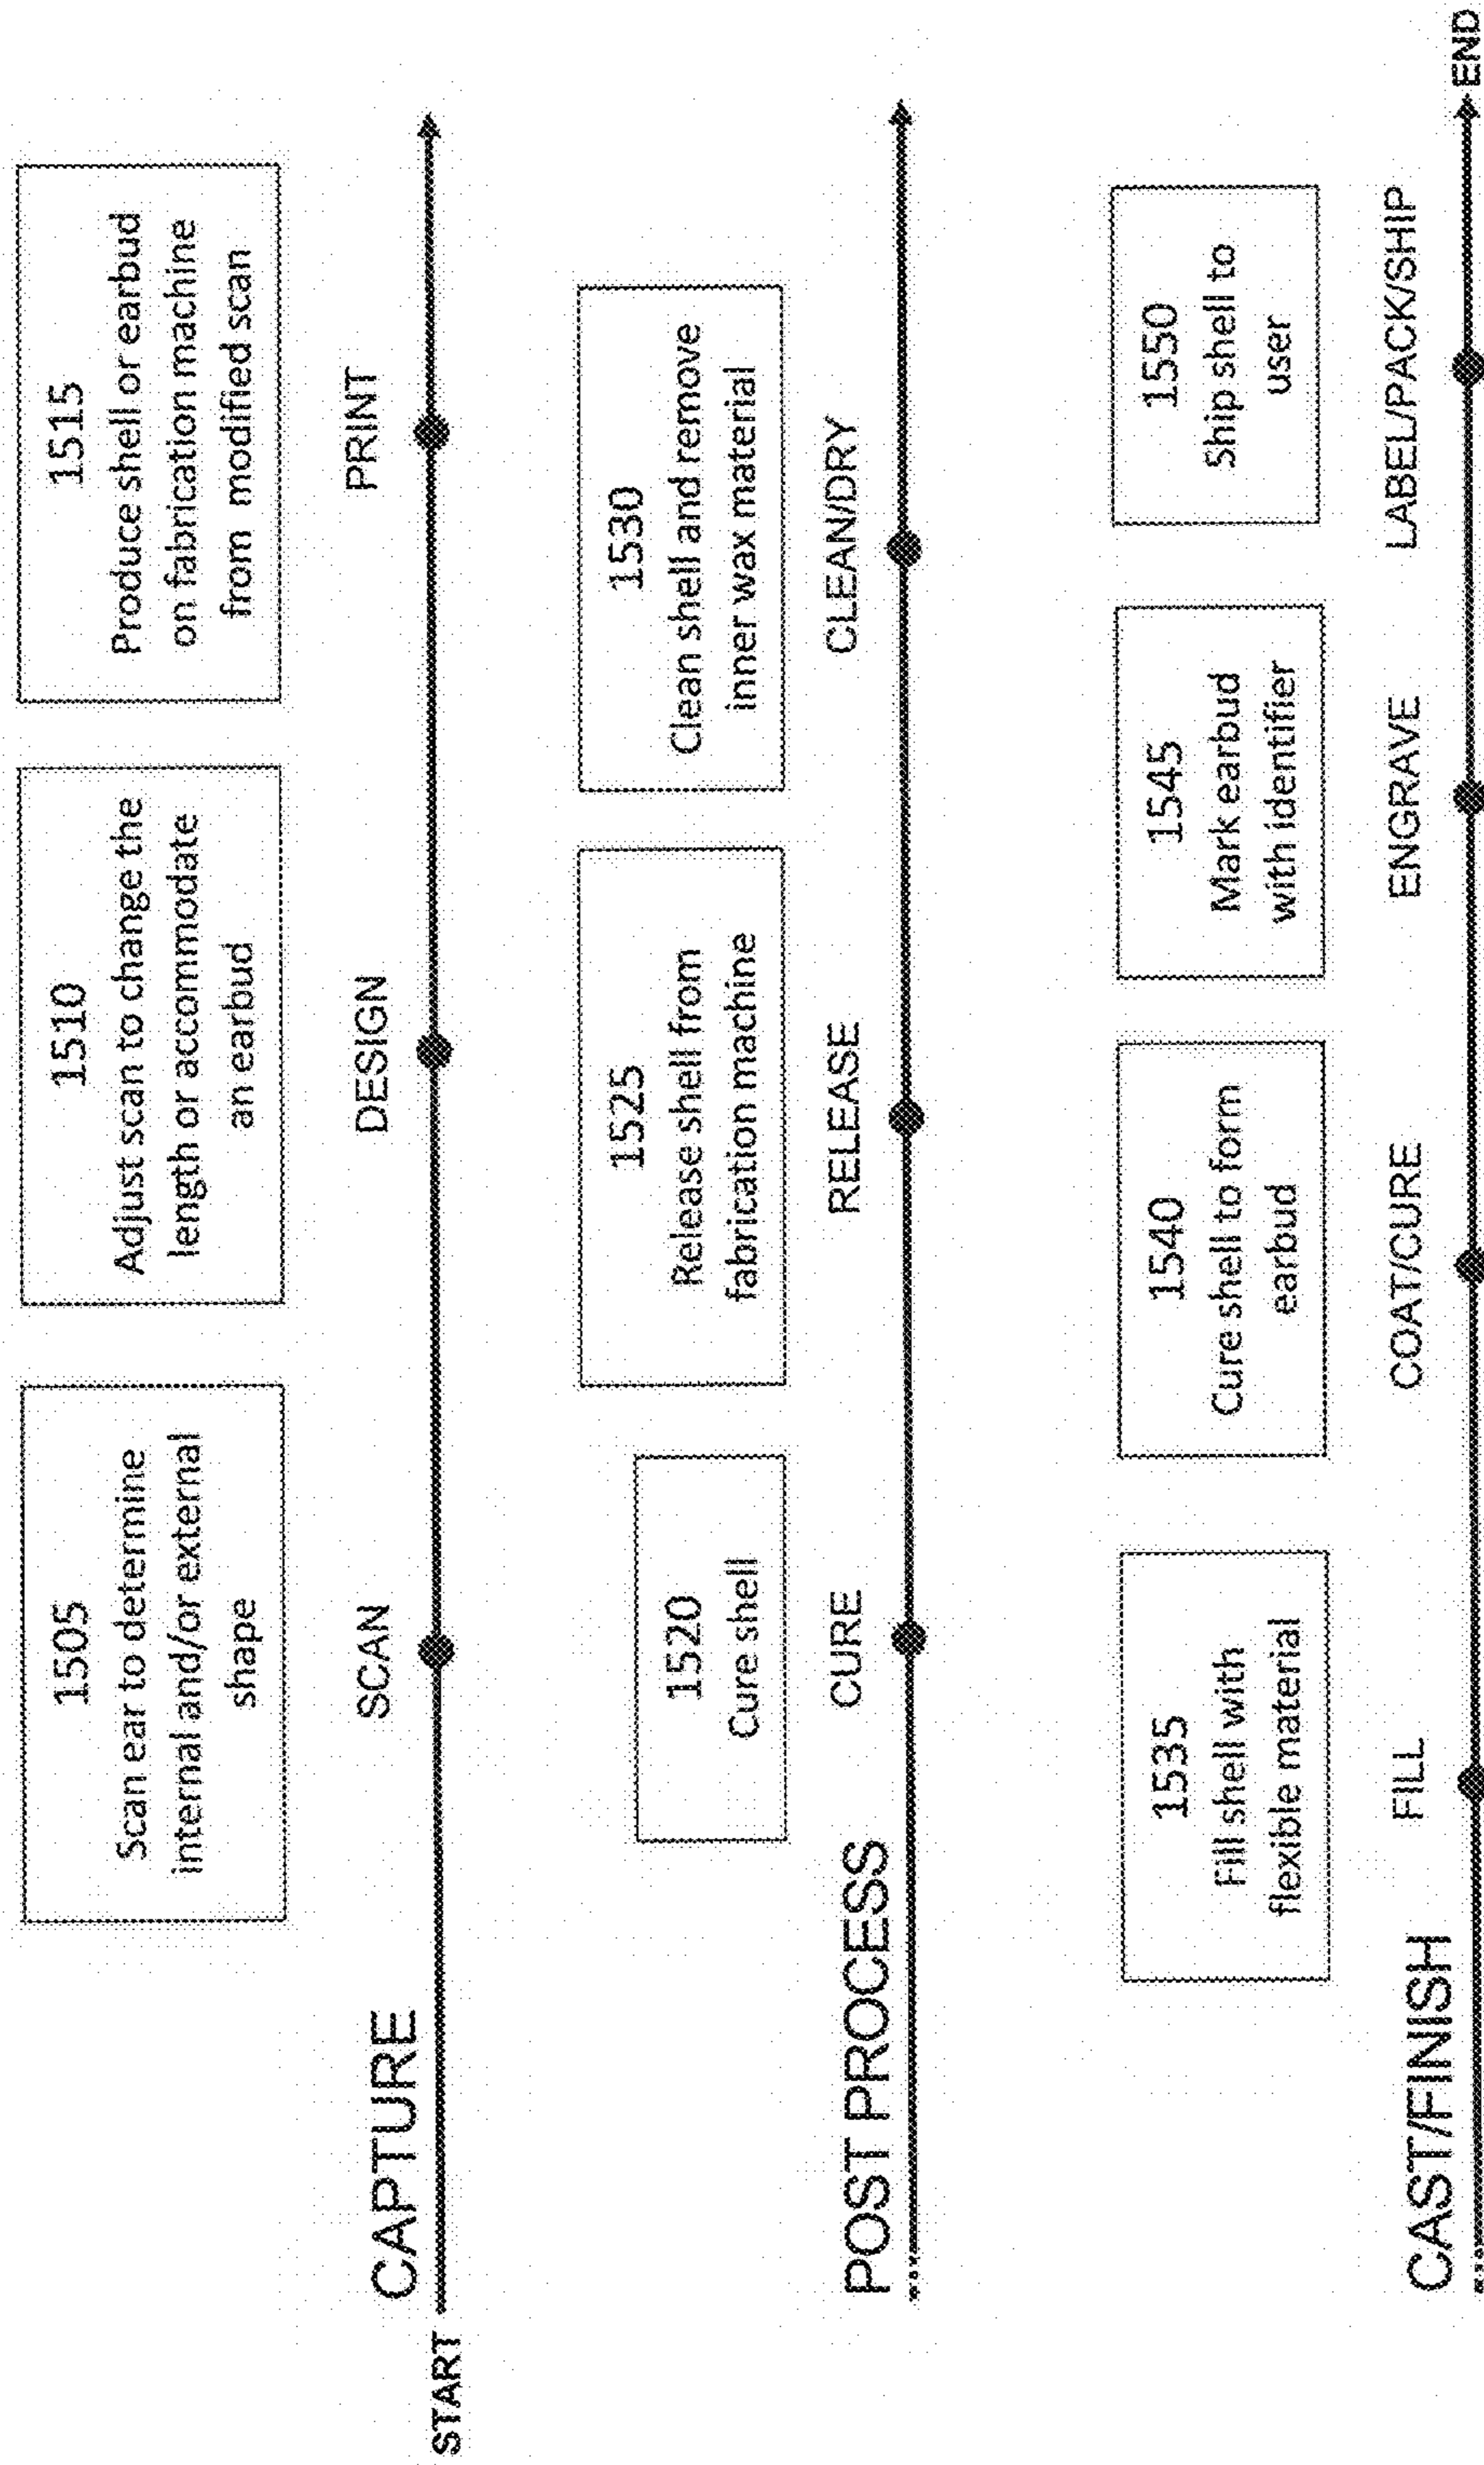 1505
Scan ear to determine
internal and/or external
shape
1510
Adjust scan to change the
length or accommodate
an earbud
1515
Produce shell or earbud
on fabrication machine
from modified scan
CAPTURE
SCAN
DESIGN
PRINT
START
1520
Cure shell
1525
Release shell from
fabrication machine
1530
Clean shell and remove
inner wax material
POST PROCESS
CURE
RELEASE
CLEAN/DRY
1535
Fill shell with
flexible material
1540
Cure shell to form
earbud
1545
Mark earbud
with identifier
1550
Ship shell to
user
CAST/FINISH
FILL
COAT/CURE
ENGRAVE
LABEL/PACK/SHIP
END